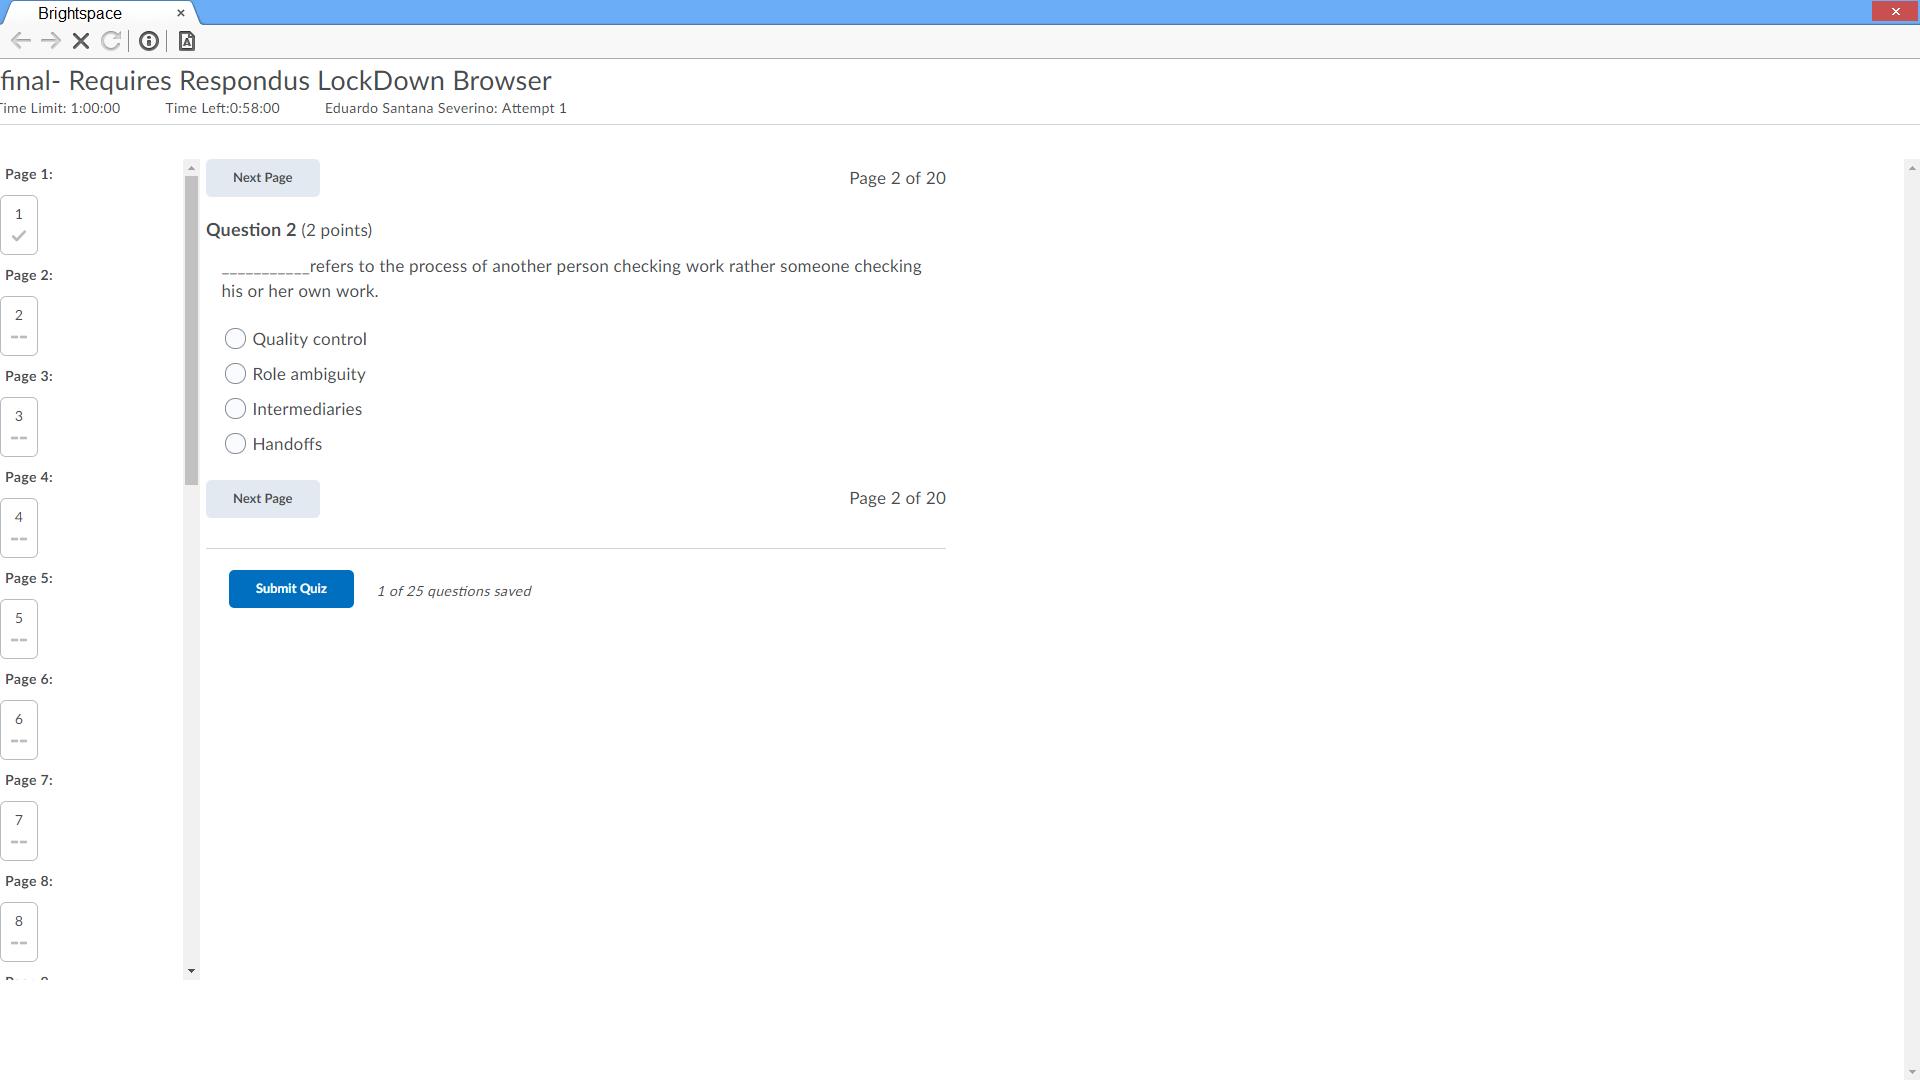 Brightspace
final- Requires Respondus LockDown Browser
Time Limit: 1:00:00 Time Left:0:58:00 Eduardo Santana Severino: Attempt 1
Page 1:
1
Page 2:
2
--
Page 3:
3
--
Page 4:
4
--
Page 5:
5
--
Page 6:
6
--
Page 7:
7
--
Page 8:
8
--
Next Page Page 2 of 20
Question 2 (2 points)
___________refers to the process of another person checking work rather someone checking
his or her own work.
Quality control
Role ambiguity
Intermediaries
Handoffs
Next Page Page 2 of 20
Submit Quiz 1 of 25 questions saved